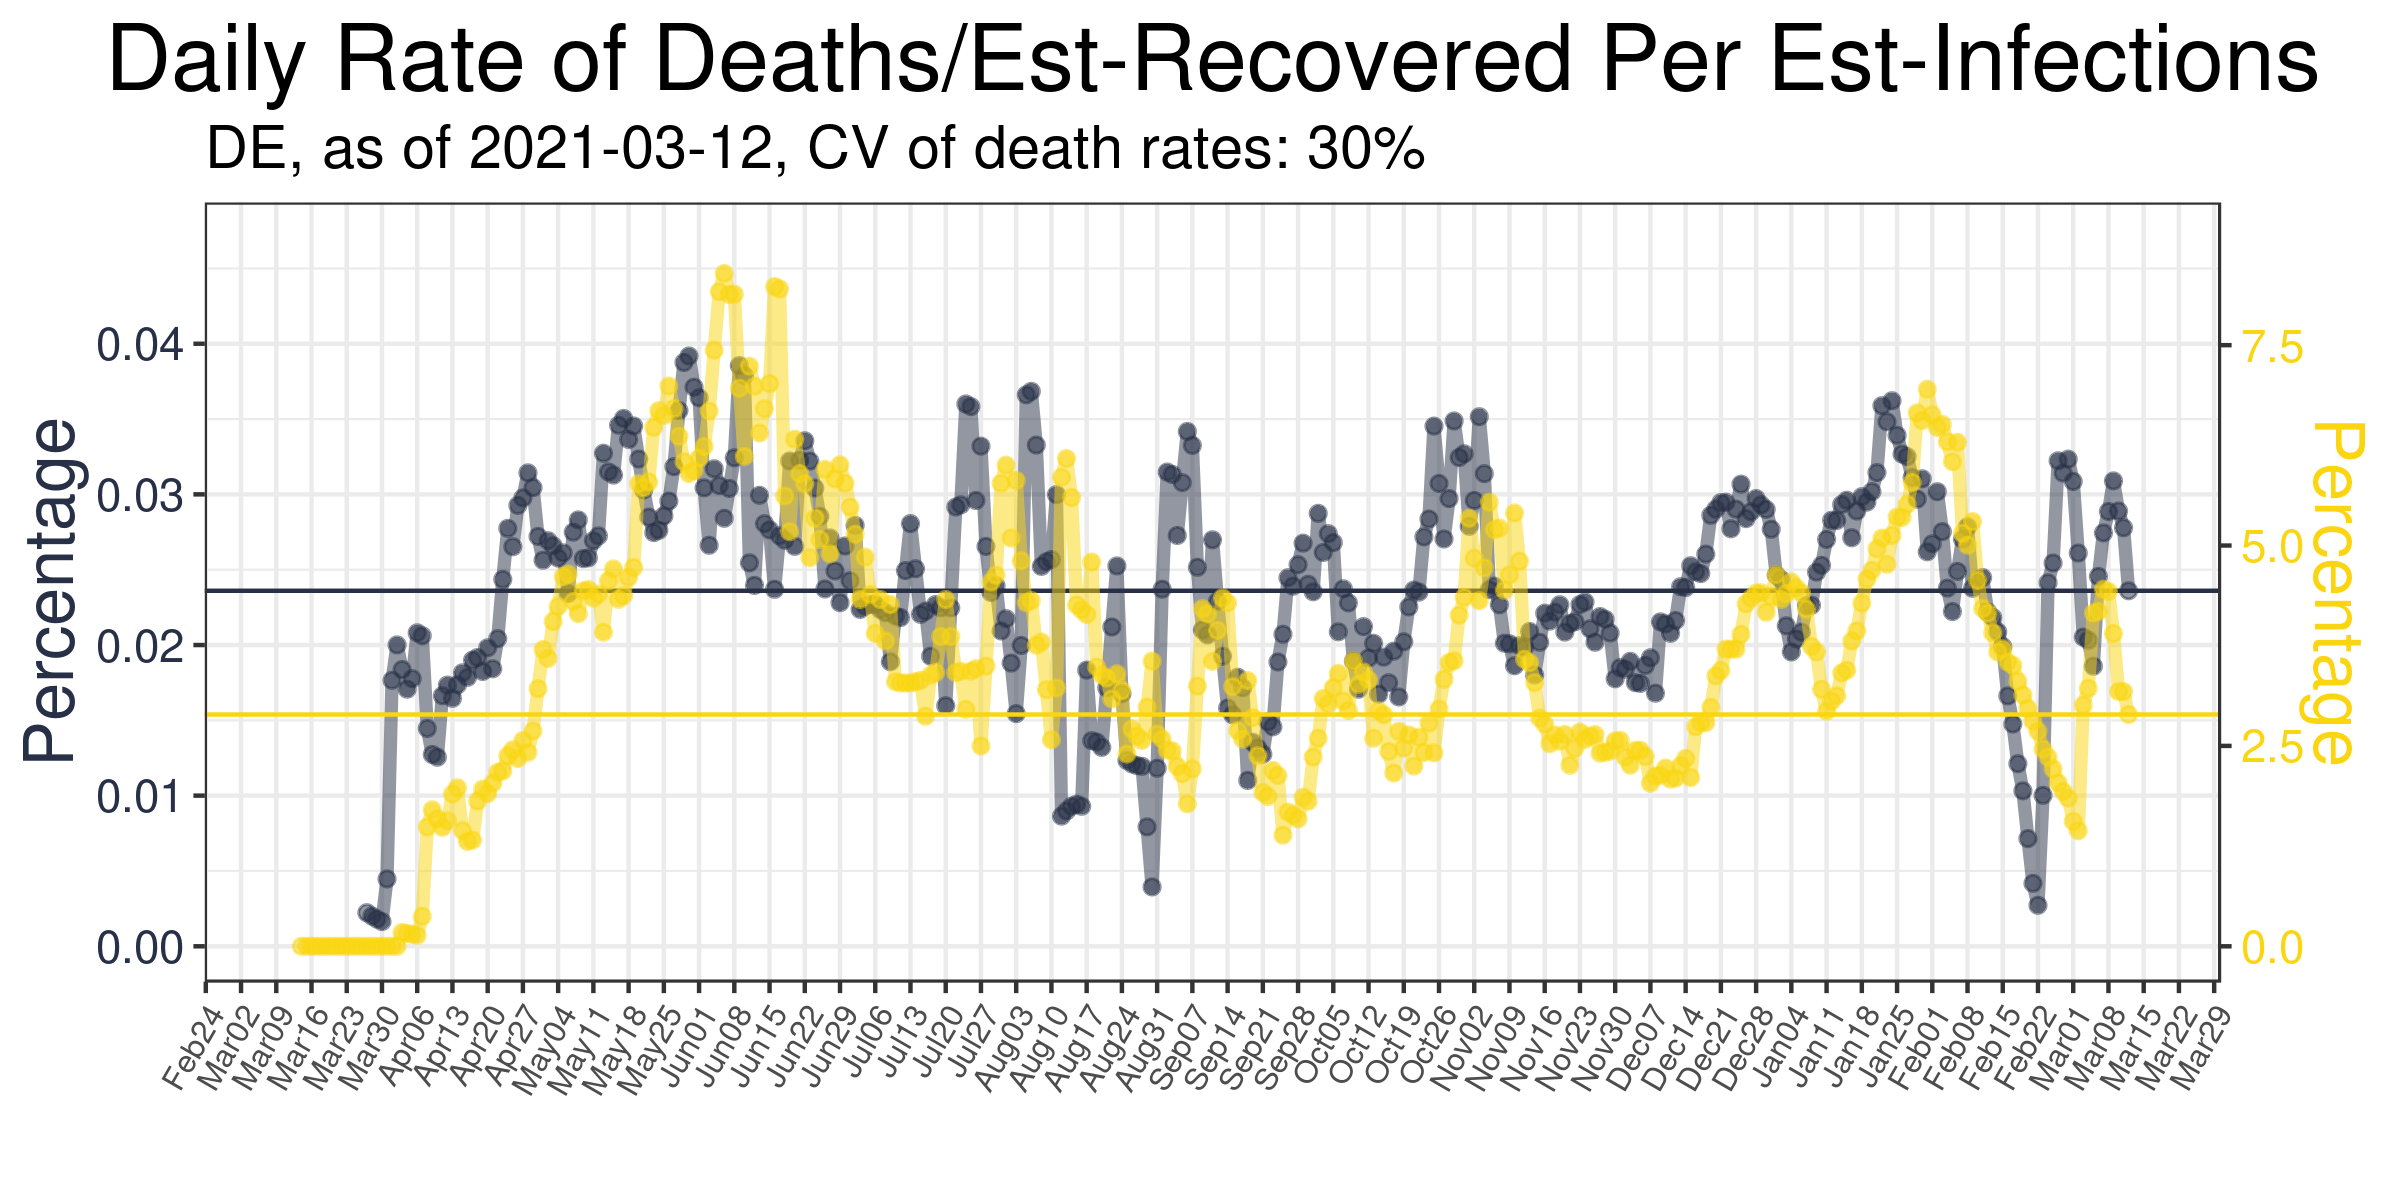 Daily Rate of Deaths/Est-Recovered Per Est-Infections
DE, as of 2021-03-12, CV of death rates: 30%
Percentage
0.04
0.03
0.02
0.01
0.00
7.5
5.0
2.5
0.0
Percentage
Feb24 Mar02 Mar09 Mar16 Mar23 Mar30 Apr06 Apr13 Apr20 Apr27 May04 May11 May18 May25 Jun01 Jun08 Jun15 Jun22 Jun29 Jul06 Jul13 Jul20 Jul27 Aug03 Aug10 Aug17 Aug24 Aug31 Sep07 Sep14 Sep21 Sep28 Oct05 Oct12 Oct19 Oct26 Nov02 Nov09 Nov16 Nov23 Nov30 Dec07 Dec14 Dec21 Dec28 Jan04 Jan11 Jan18 Jan25 Feb01 Feb08 Feb15 Feb22 Mar01 Mar08 Mar15 Mar22 Mar29